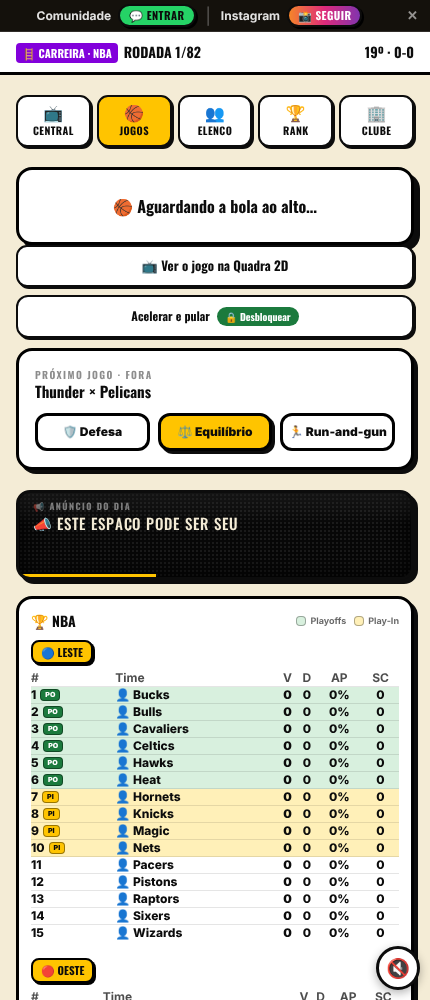 Comunidade 💬 ENTRAR | Instagram 📸 SEGUIR ✕
🪜 CARREIRA · NBA RODADA 1/82 19º · 0-0
📺 CENTRAL
🏀 JOGOS
👥 ELENCO
🏆 RANK
🏢 CLUBE
🏀 Aguardando a bola ao alto...
📺 Ver o jogo na Quadra 2D
Acelerar e pular 🔒 Desbloquear
PRÓXIMO JOGO · FORA
Thunder × Pelicans
🛡️ Defesa ⚖️ Equilíbrio 🏃 Run-and-gun
📢 ANÚNCIO DO DIA
📣 ESTE ESPACO PODE SER SEU
🏆 NBA Playoffs Play-In
🔵 LESTE
# Time V D AP SC
1 PO 👤 Bucks 0 0 0% 0
2 PO 👤 Bulls 0 0 0% 0
3 PO 👤 Cavaliers 0 0 0% 0
4 PO 👤 Celtics 0 0 0% 0
5 PO 👤 Hawks 0 0 0% 0
6 PO 👤 Heat 0 0 0% 0
7 PI 👤 Hornets 0 0 0% 0
8 PI 👤 Knicks 0 0 0% 0
9 PI 👤 Magic 0 0 0% 0
10 PI 👤 Nets 0 0 0% 0
11 👤 Pacers 0 0 0% 0
12 👤 Pistons 0 0 0% 0
13 👤 Raptors 0 0 0% 0
14 👤 Sixers 0 0 0% 0
15 👤 Wizards 0 0 0% 0
🔴 OESTE
# Time V D AP SC